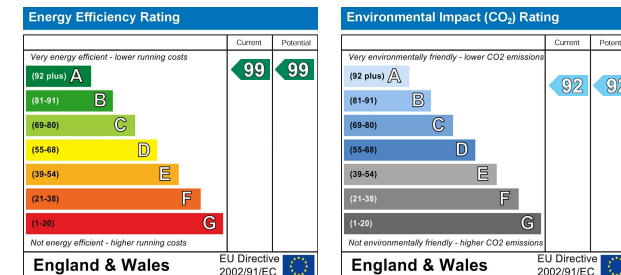 Energy Efficiency Rating
Current Potential
Very energy efficient - lower running costs
(92 plus) A
99 99
(81-91) B
(69-80) C
(55-68) D
(39-54) E
(21-38) F
(1-20) G
Not energy efficient - higher running costs
England & Wales
EU Directive
2002/91/EC
Environmental Impact (CO₂) Rating
Current Potent
Very environmentally friendly - lower CO2 emissions
(92 plus) A
92 92
(81-91) B
(69-80) C
(55-68) D
(39-54) E
(21-38) F
(1-20) G
Not environmentally friendly - higher CO2 emissions
England & Wales
EU Directive
2002/91/EC